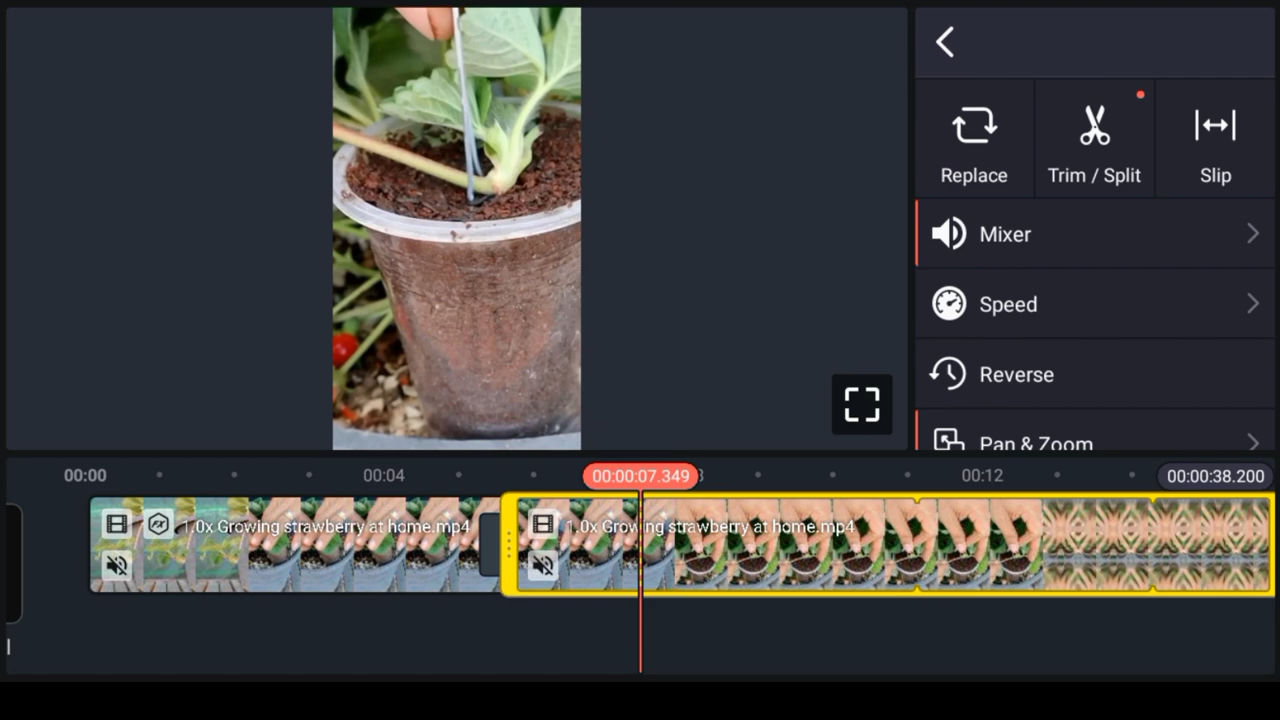 Replace
Trim / Split
Slip
Mixer
Speed
Reverse
Pan & Zoom
00:00
00:04
00:00:07.349
00:12
00:00:38.200
1.0x Growing strawberry at home.mp4
1.0x Growing strawberry at home.mp4